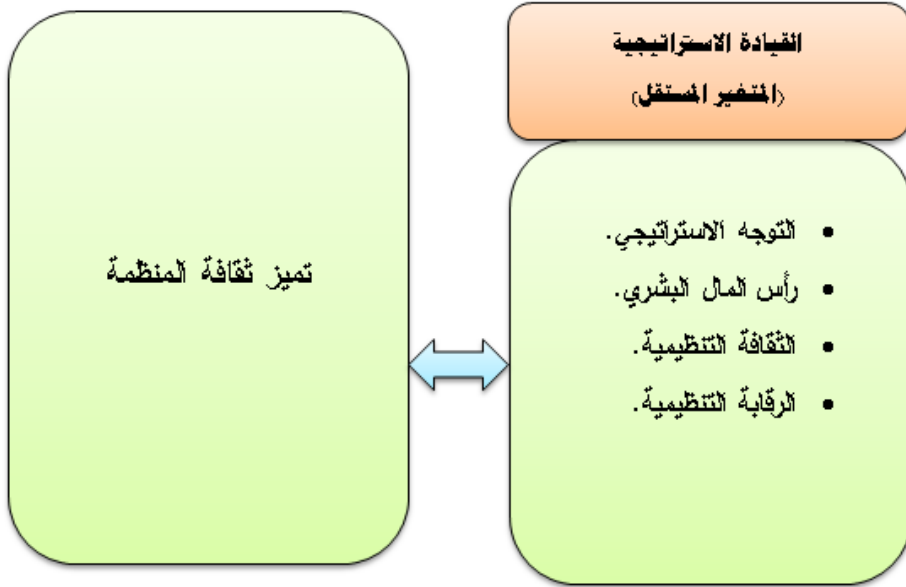 القيادة الاستراتيجية
(المتغير المستقل)
• التوجه الاستراتيجي.
• رأس المال البشري.
• الثقافة التنظيمية.
• الرقابة التنظيمية.
تميز ثقافة المنظمة